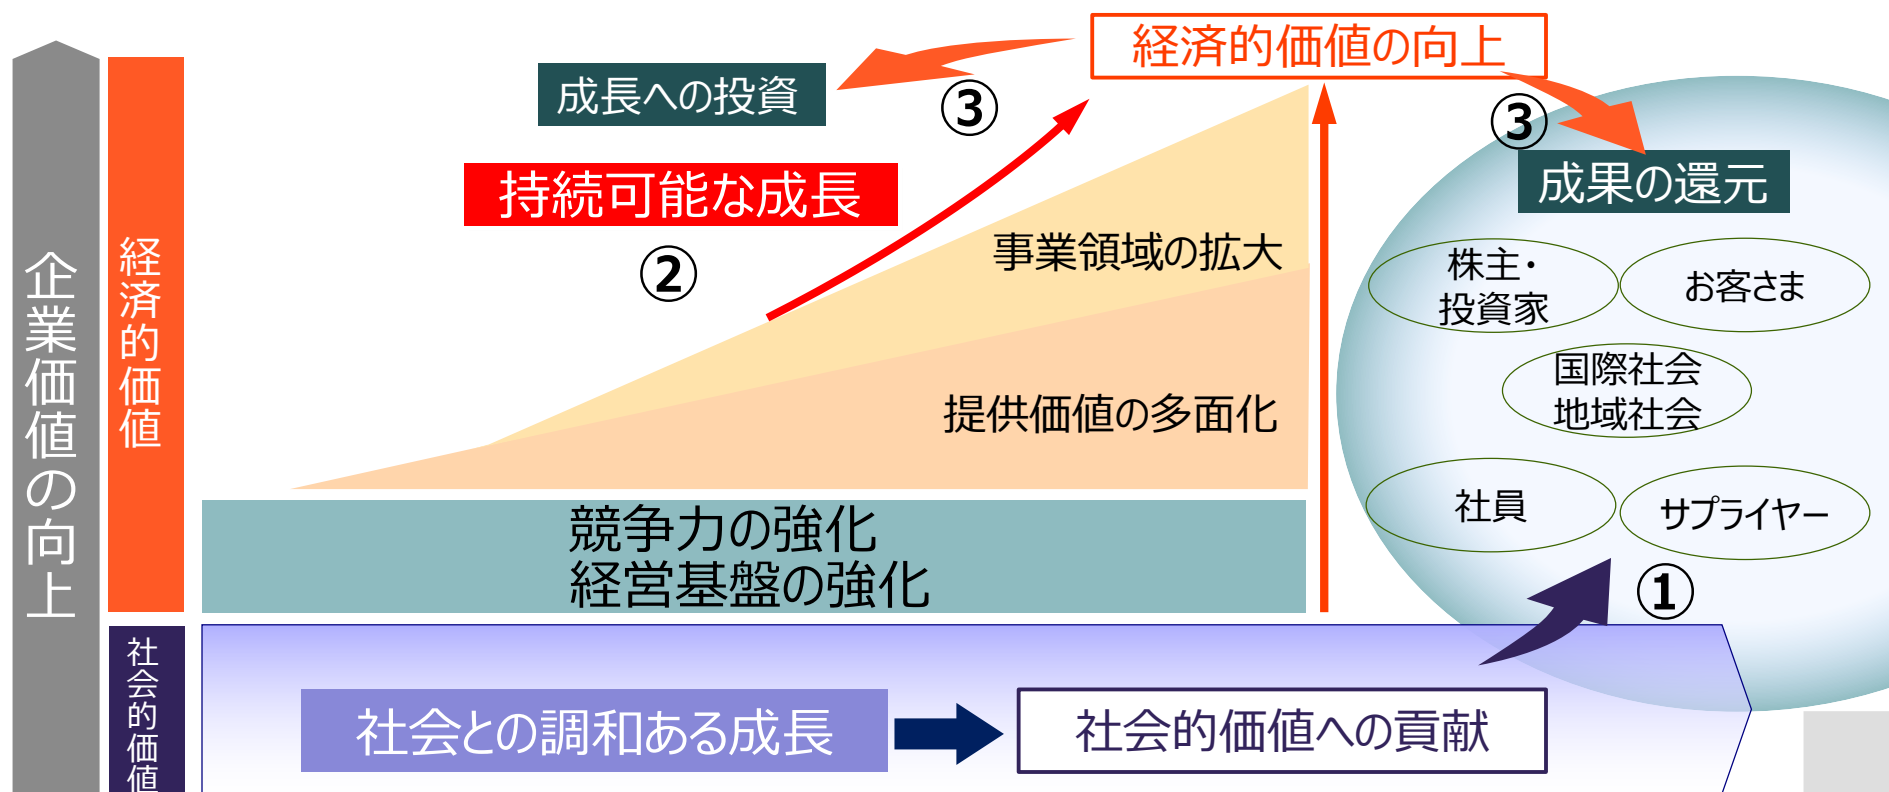 企業価値の向上
経済的価値
社会的価値
経済的価値の向上
成長への投資
③
③
成果の還元
持続可能な成長
②
事業領域の拡大
提供価値の多面化
株主・
投資家
お客さま
国際社会
地域社会
社員
サプライヤー
①
競争力の強化
経営基盤の強化
社会との調和ある成長
社会的価値への貢献